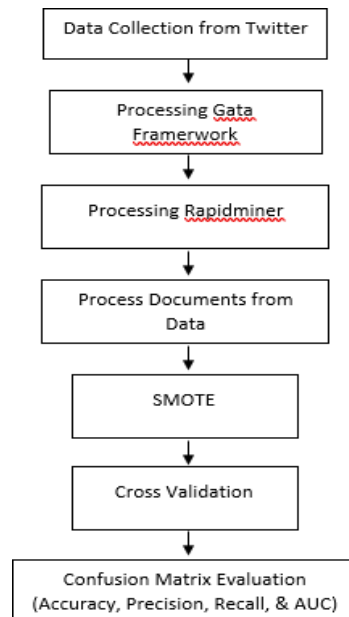 Data Collection from Twitter
Processing Gata
Framerwork
Processing Rapidminer
Process Documents from
Data
SMOTE
Cross Validation
Confusion Matrix Evaluation
(Accuracy, Precision, Recall, & AUC)